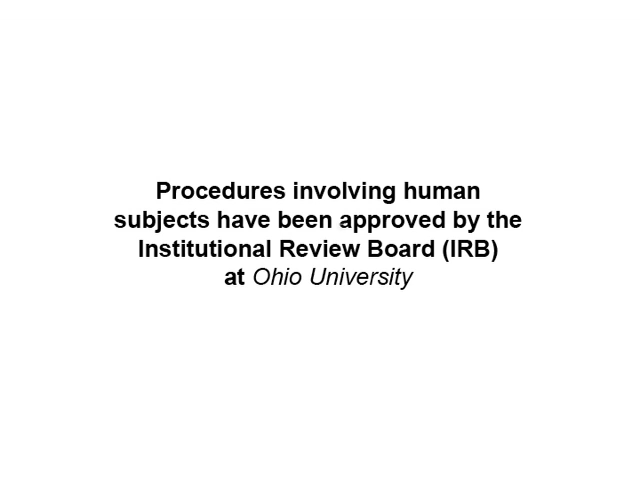 Procedures involving human
subjects have been approved by the
Institutional Review Board (IRB)
at Ohio University